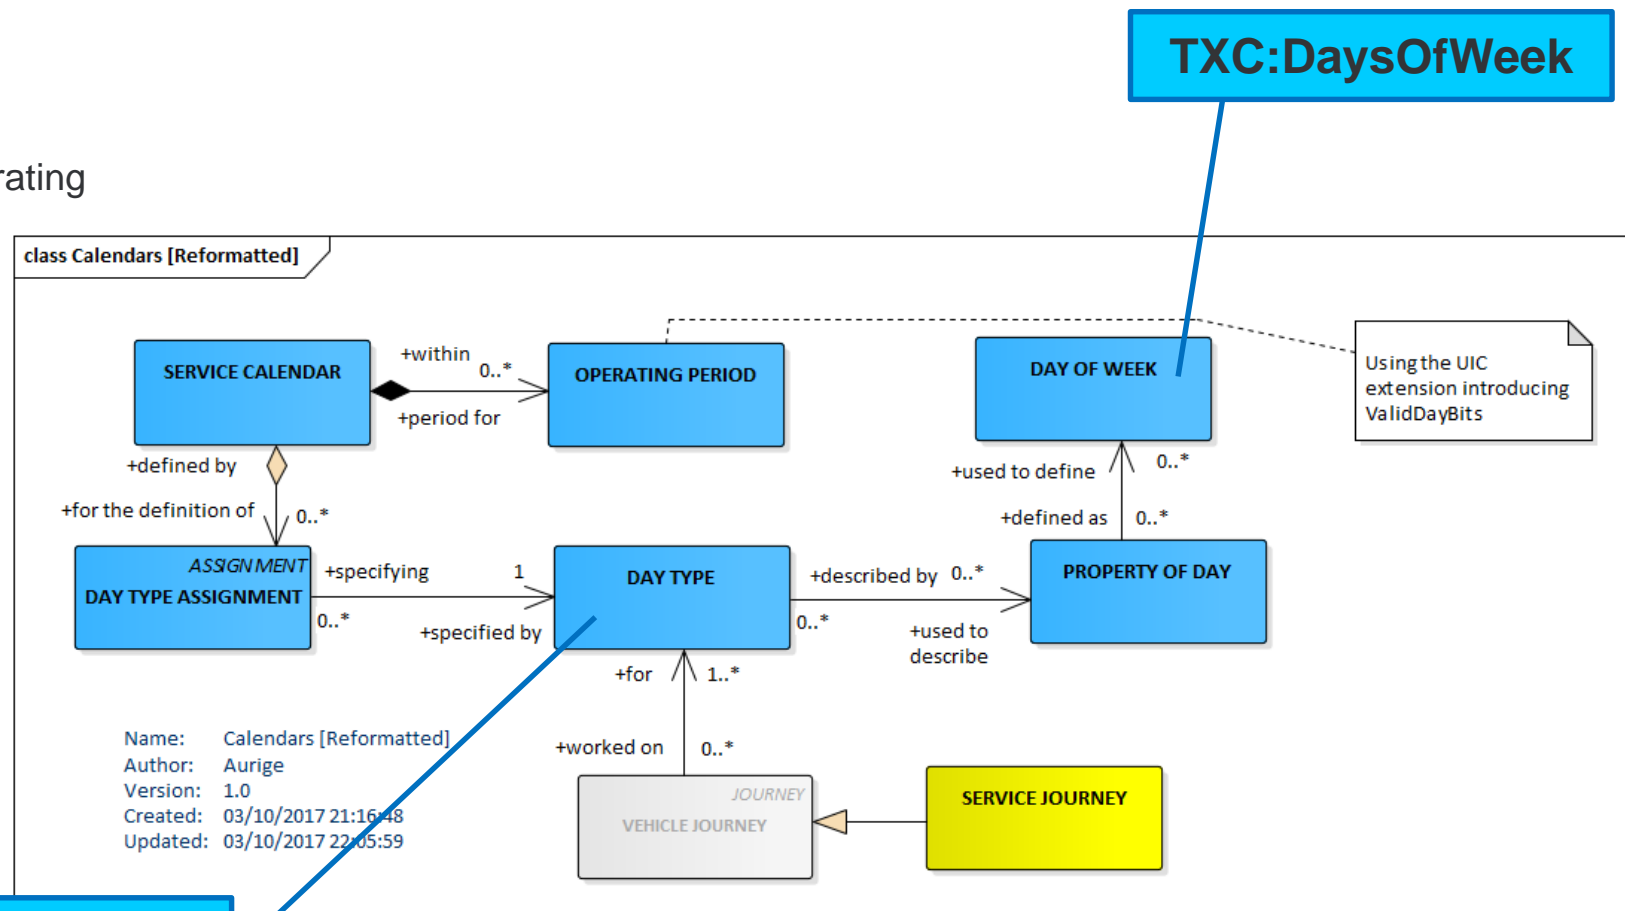 TXC:DaysOfWeek
rating
class Calendars [Reformatted]
SERVICE CALENDAR
+within
0..*
+period for
OPERATING PERIOD
DAY OF WEEK
Using the UIC
extension introducing
ValidDayBits
+defined by
+for the definition of
0..*
+used to define
0..*
+defined as
0..*
ASSIGNMENT
DAY TYPE ASSIGNMENT
+specifying
1
0..*
+specified by
DAY TYPE
+described by
0..*
0..*
+used to
describe
PROPERTY OF DAY
+for
1..*
+worked on
0..*
Name: Calendars [Reformatted]
Author: Aurige
Version: 1.0
Created: 03/10/2017 21:16:48
Updated: 03/10/2017 22:05:59
JOURNEY
VEHICLE JOURNEY
SERVICE JOURNEY